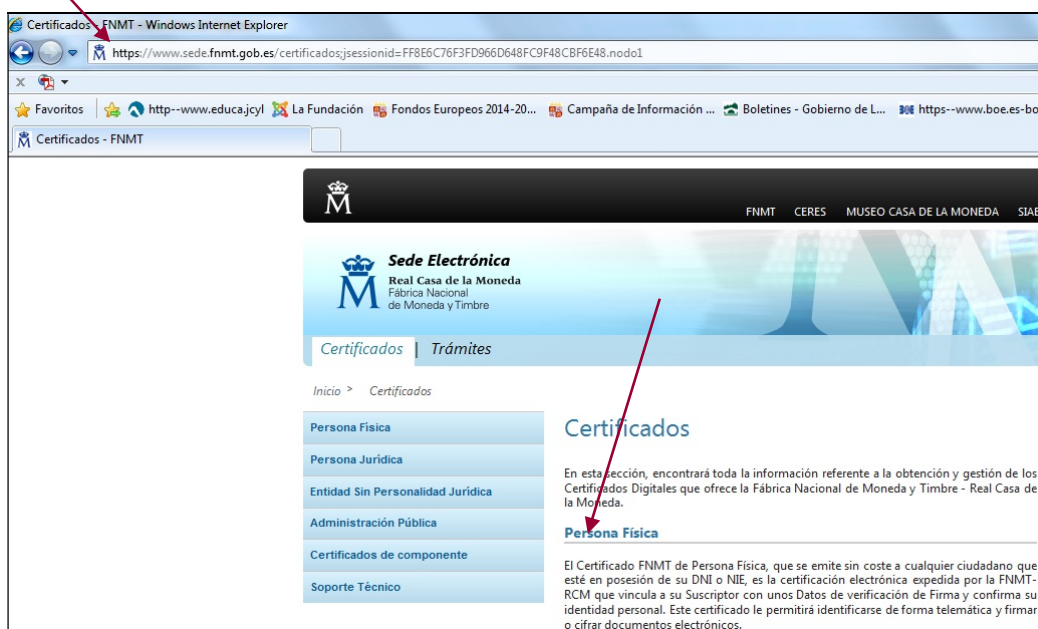 Certificados - FNMT - Windows Internet Explorer
https://www.sede.fnmt.gob.es/certificados;jsessionid=FF8E6C76F3FD966D648FC9F48CBF6E48.nodo1
x
Favoritos http--www.educa.jcyl La Fundación Fondos Europeos 2014-20... Campaña de Información ... Boletines - Gobierno de L... https--www.boe.es-bo
Certificados - FNMT
M
FNMT CERES MUSEO CASA DE LA MONEDA SIAE
Sede Electrónica
Real Casa de la Moneda
Fábrica Nacional
de Moneda y Timbre
Certificados | Trámites
Inicio > Certificados
Persona Física
Persona Jurídica
Entidad Sin Personalidad Jurídica
Administración Pública
Certificados de componente
Soporte Técnico
Certificados
En esta sección, encontrará toda la información referente a la obtención y gestión de los
Certificados Digitales que ofrece la Fábrica Nacional de Moneda y Timbre - Real Casa de
la Moneda.
Persona Física
El Certificado FNMT de Persona Física, que se emite sin coste a cualquier ciudadano que
esté en posesión de su DNI o NIE, es la certificación electrónica expedida por la FNMT-
RCM que vincula a su Suscriptor con unos Datos de verificación de Firma y confirma su
identidad personal. Este certificado le permitirá identificarse de forma telemática y firmar
o cifrar documentos electrónicos.